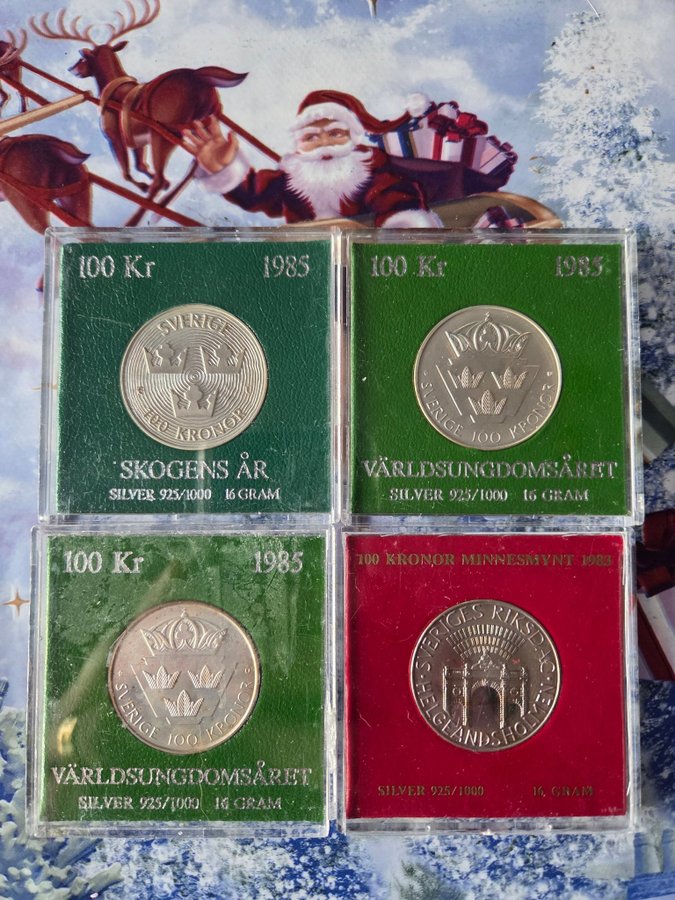 100 Kr 1985
SVERIGE
100 KRONOR
SKOGENS ÅR
SILVER 925/1000 16 GRAM
100 Kr 1985
SVERIGE 100 KRONOR
VÄRLDSUNGDOMSÅRET
SILVER 925/1000 16 GRAM
100 Kr 1985
SVERIGE 100 KRONOR
VÄRLDSUNGDOMSÅRET
SILVER 925/1000 16 GRAM
100 KRONOR MINNESMYNT 1983
SVERIGES RIKSDAG
HELGEANDSHOLMEN
SILVER 925/1000 16, GRAM